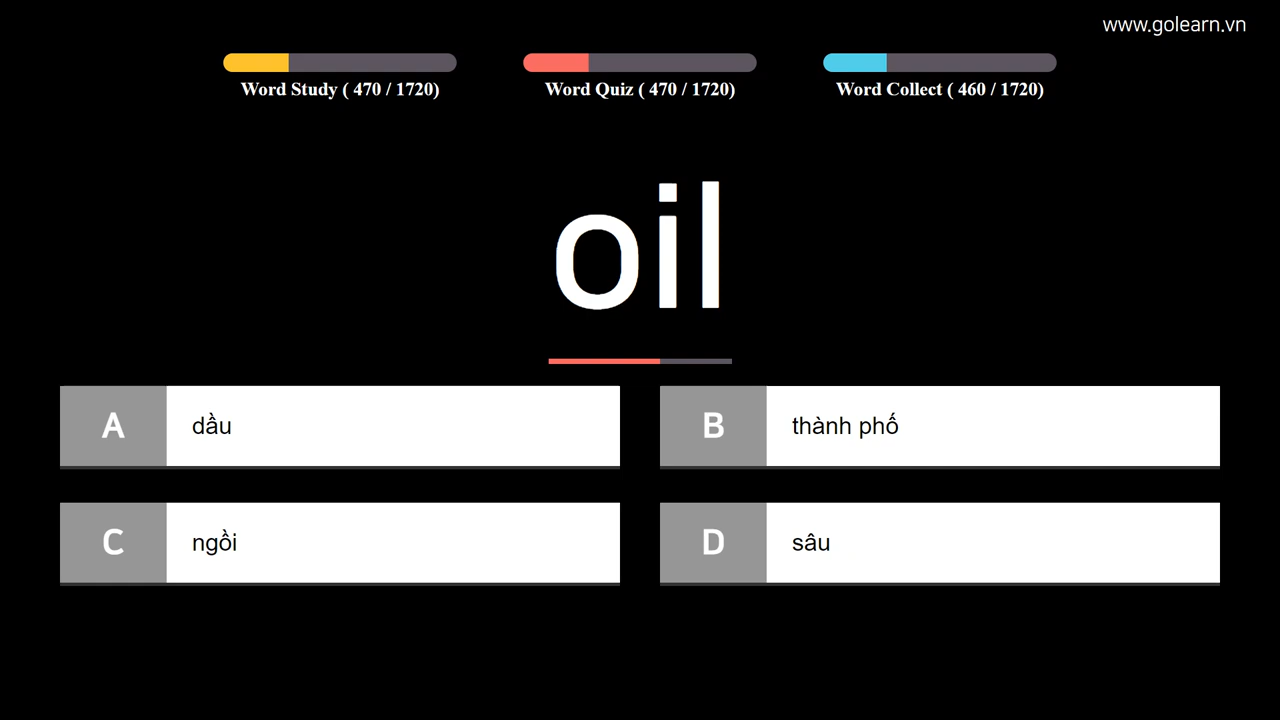 www.golearn.vn
Word Study ( 470 / 1720)
Word Quiz ( 470 / 1720)
Word Collect ( 460 / 1720)
oil
A dầu
B thành phố
C ngồi
D sâu